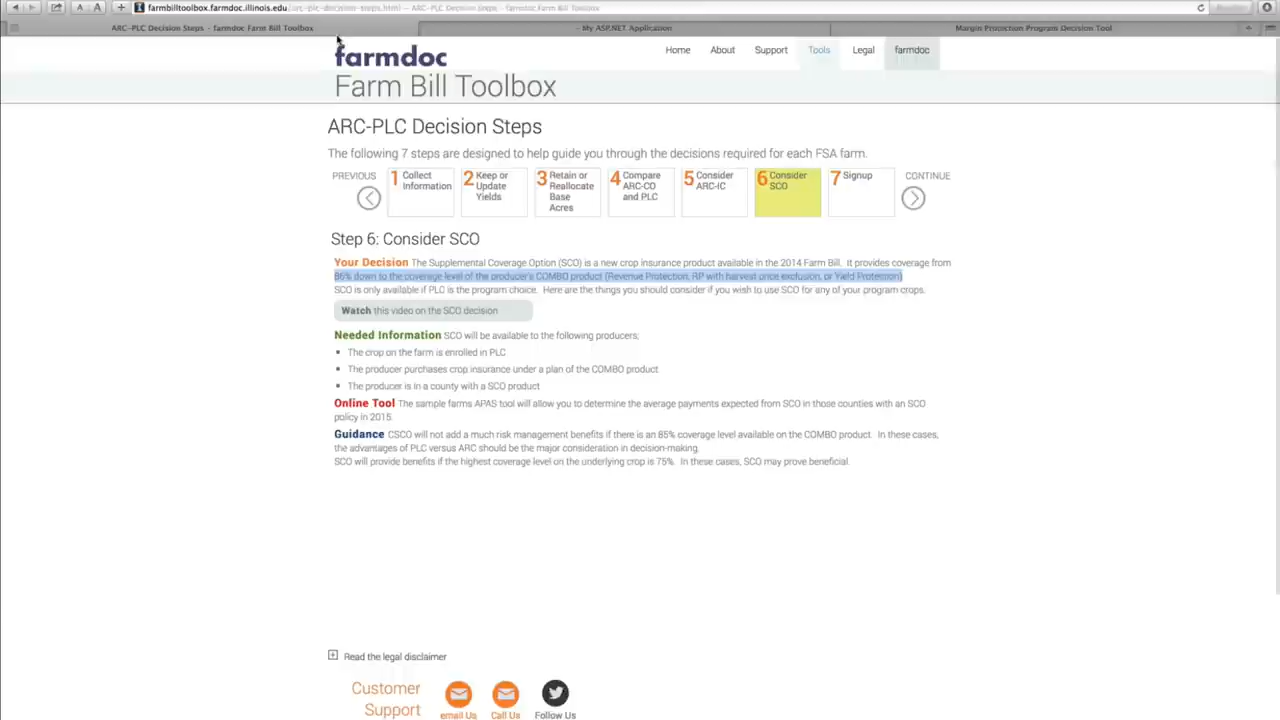 farmbilltoolbox.farmdoc.illinois.edu/arc-plc-decision-steps.html) — ARC-PLC Decision Steps - farmdoc Farm Bill Toolbox
ARC-PLC Decision Steps - farmdoc Farm Bill Toolbox
- My ASP.NET Application
Margin Protection Program Decision Tool
farmdoc
Home About Support Tools Legal farmdoc
Farm Bill Toolbox
ARC-PLC Decision Steps
The following 7 steps are designed to help guide you through the decisions required for each FSA farm.
PREVIOUS
1 Collect Information
2 Keep or Update Yields
3 Retain or Reallocate Base Acres
4 Compare ARC-CO and PLC
5 Consider ARC-IC
6 Consider SCO
7 Signup
CONTINUE
Step 6: Consider SCO
Your Decision The Supplemental Coverage Option (SCO) is a new crop insurance product available in the 2014 Farm Bill. It provides coverage from
86% down to the coverage level of the producer's COMBO product (Revenue Protection, RP with harvest price exclusion, or Yield Protention)
SCO is only available if PLC is the program choice. Here are the things you should consider if you wish to use SCO for any of your program crops.
Watch this video on the SCO decision
Needed Information SCO will be available to the following producers;
▪ The crop on the farm is enrolled in PLC
▪ The producer purchases crop insurance under a plan of the COMBO product
▪ The producer is in a county with a SCO product
Online Tool The sample farms APAS tool will allow you to determine the average payments expected from SCO in those counties with an SCO
policy in 2015.
Guidance CSCO will not add a much risk management benefits if there is an 85% coverage level available on the COMBO product In these cases,
the advantages of PLC versus ARC should be the major consideration in decision-making.
SCO will provide benefits if the highest coverage level on the underlying crop is 75%. In these cases, SCO may prove beneficial.
Read the legal disclaimer
Customer
Support
email Us
Call Us
Follow Us